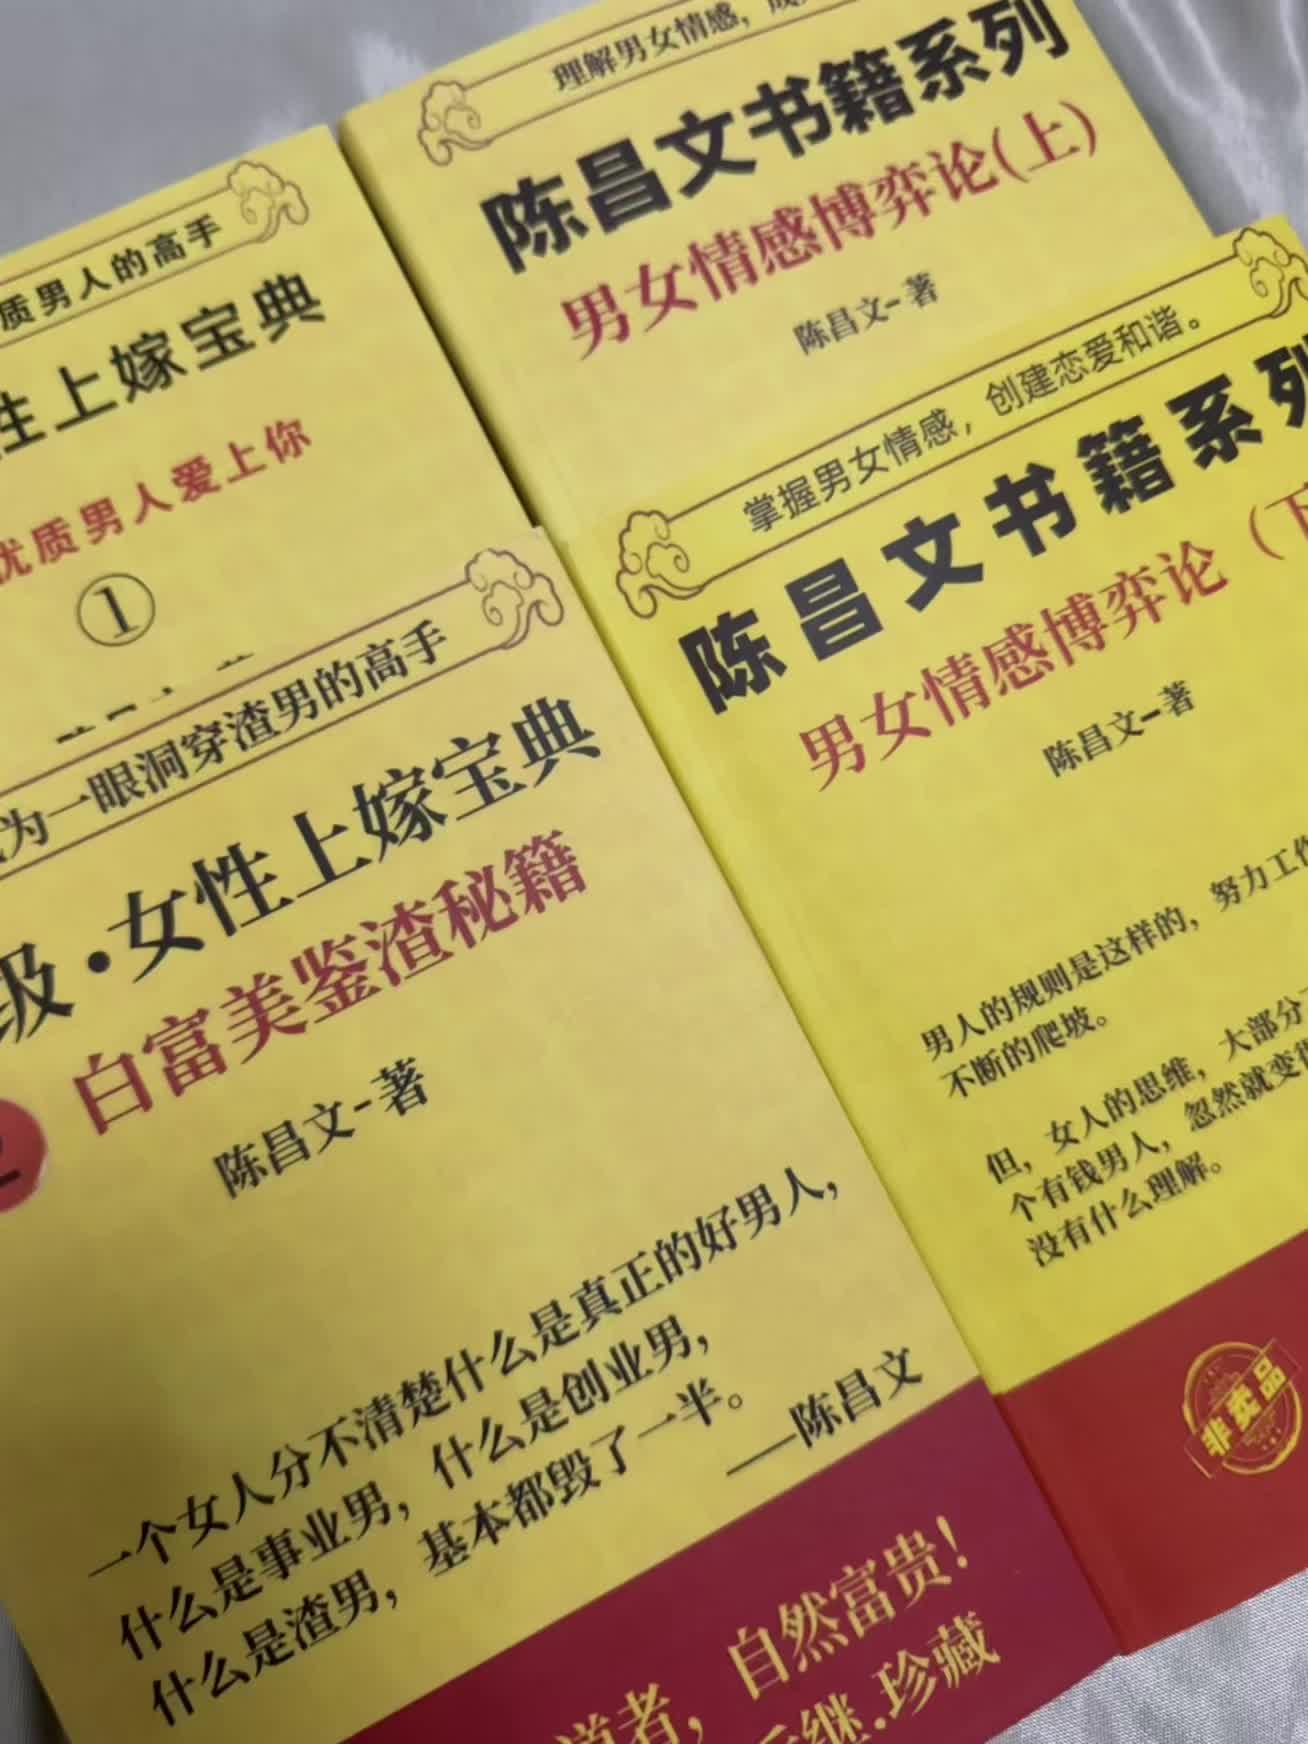 质男人的高手
性上嫁宝典
优质男人爱上你
①
理解男女情感，
陈昌文书籍系列
男女情感博弈论(上)
陈昌文-著
为一眼洞穿渣男的高手
级·女性上嫁宝典
白富美鉴渣秘籍
陈昌文-著
一个女人分不清楚什么是真正的好男人，
什么是事业男，什么是创业男，
什么是渣男，基本都毁了一半。
——陈昌文
道者，自然富贵！
继.珍藏
掌握男女情感，创建恋爱和谐。
陈昌文书籍系列
男女情感博弈论（下
陈昌文-著
男人的规则是这样的，努力工作
不断的爬坡。
但，女人的思维，大部分
个有钱男人，忽然就变得
没有什么理解。
非卖品